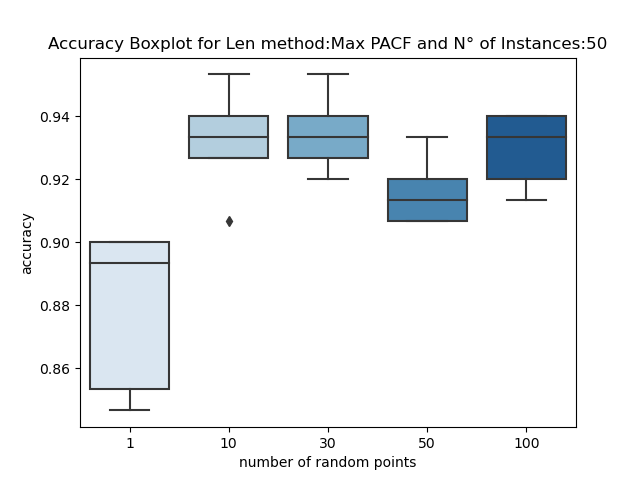 Accuracy Boxplot for Len method:Max PACF and N° of Instances:50
0.94
0.92
0.90
0.88
0.86
accuracy
1 10 30 50 100
number of random points